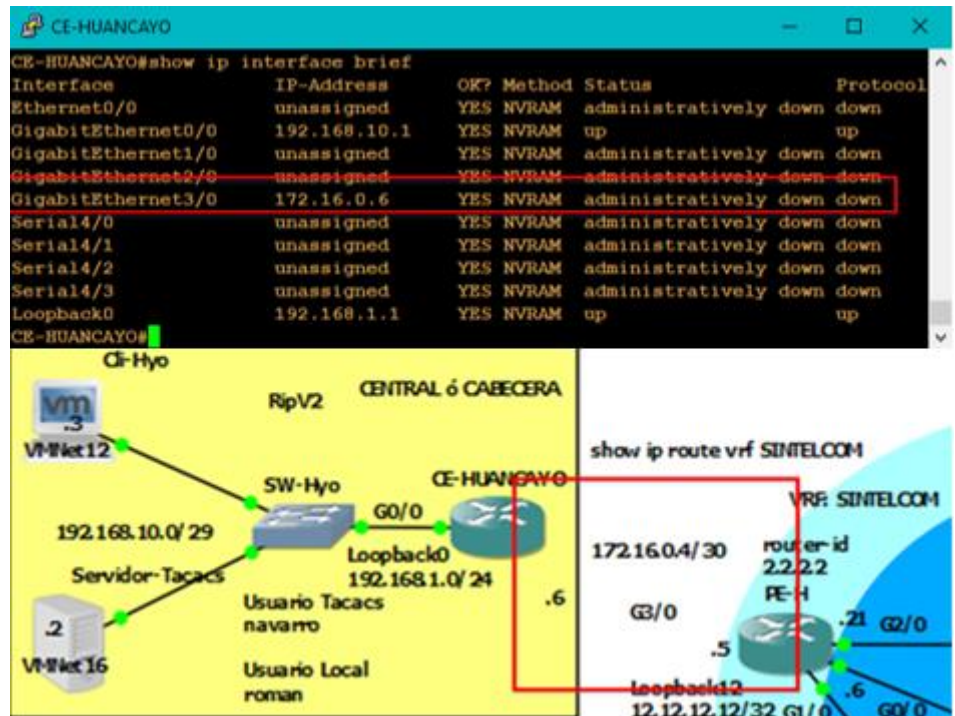 CE-HUANCAYO
CE-HUANCAYO#show ip interface brief
Interface IP-Address OK? Method Status Protocol
Ethernet0/0 unassigned YES NVRAM administratively down down
GigabitEthernet0/0 192.168.10.1 YES NVRAM up up
GigabitEthernet1/0 unassigned YES NVRAM administratively down down
GigabitEthernet2/0 unassigned YES NVRAM administratively down down
GigabitEthernet3/0 172.16.0.6 YES NVRAM administratively down down
Serial4/0 unassigned YES NVRAM administratively down down
Serial4/1 unassigned YES NVRAM administratively down down
Serial4/2 unassigned YES NVRAM administratively down down
Serial4/3 unassigned YES NVRAM administratively down down
Loopback0 192.168.1.1 YES NVRAM up up
CE-HUANCAYO#
Cli-Hyo
vm
.3
VMNet12
RipV2
CENTRAL ó CABECERA
SW-Hyo
CE-HUANCAYO
G0/0
192.168.10.0/29
Loopback0
192.168.1.0/24
Servidor-Tacacs
.2
VMNet16
Usuario Tacacs
navarro
Usuario Local
roman
.6
show ip route vrf SINTELCOM
VRF: SINTELCOM
172.16.0.4/30
router-id
2.2.2.2
PE-H
G3/0
.5
.21
G2/0
Loopback12
12.12.12.12/32
G1/0
.6
G0/0